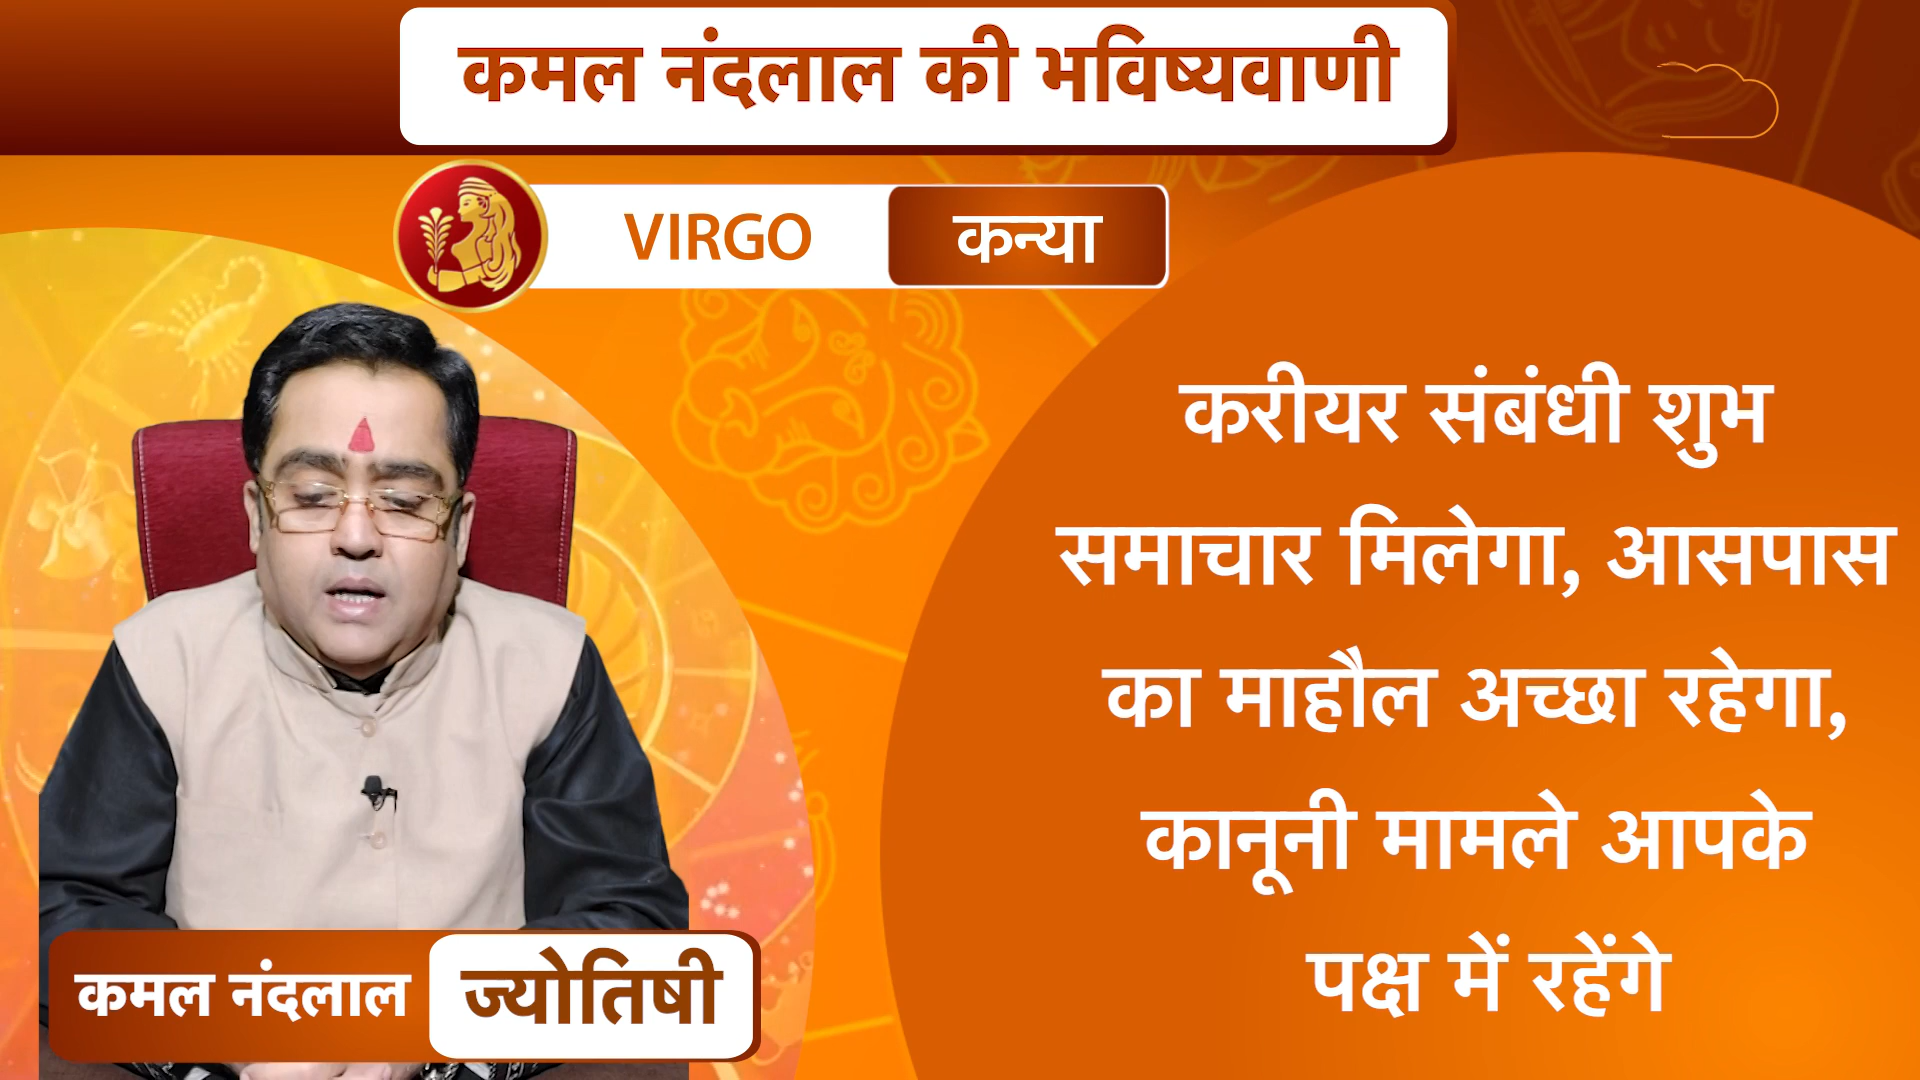 कमल नंदलाल की भविष्यवाणी
VIRGO कन्या
करीयर संबंधी शुभ
समाचार मिलेगा, आसपास
का माहौल अच्छा रहेगा,
कानूनी मामले आपके
पक्ष में रहेंगे
कमल नंदलाल ज्योतिषी